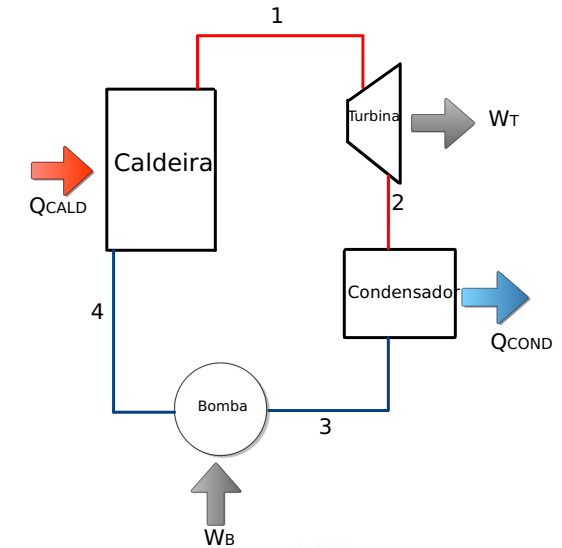 1
Turbina
WT
Caldeira
QCALD
2
Condensador
QCOND
4
Bomba
3
WB